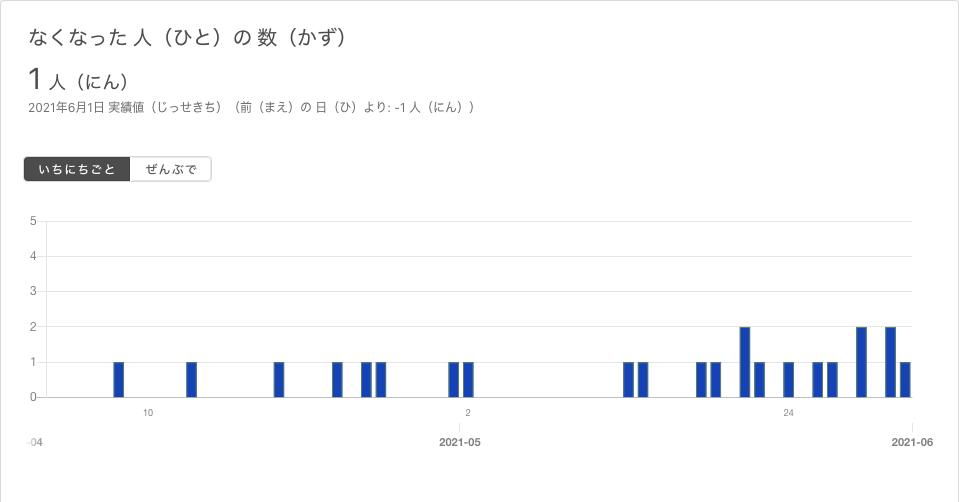 なくなった 人（ひと）の 数（かず）
1 人（にん）
2021年6月1日 実績値（じっせきち）（前（まえ）の 日（ひ）より: -1 人（にん））
いちにちごと ぜんぶで
5
4
3
2
1
0
10 2 24
-04 2021-05 2021-06